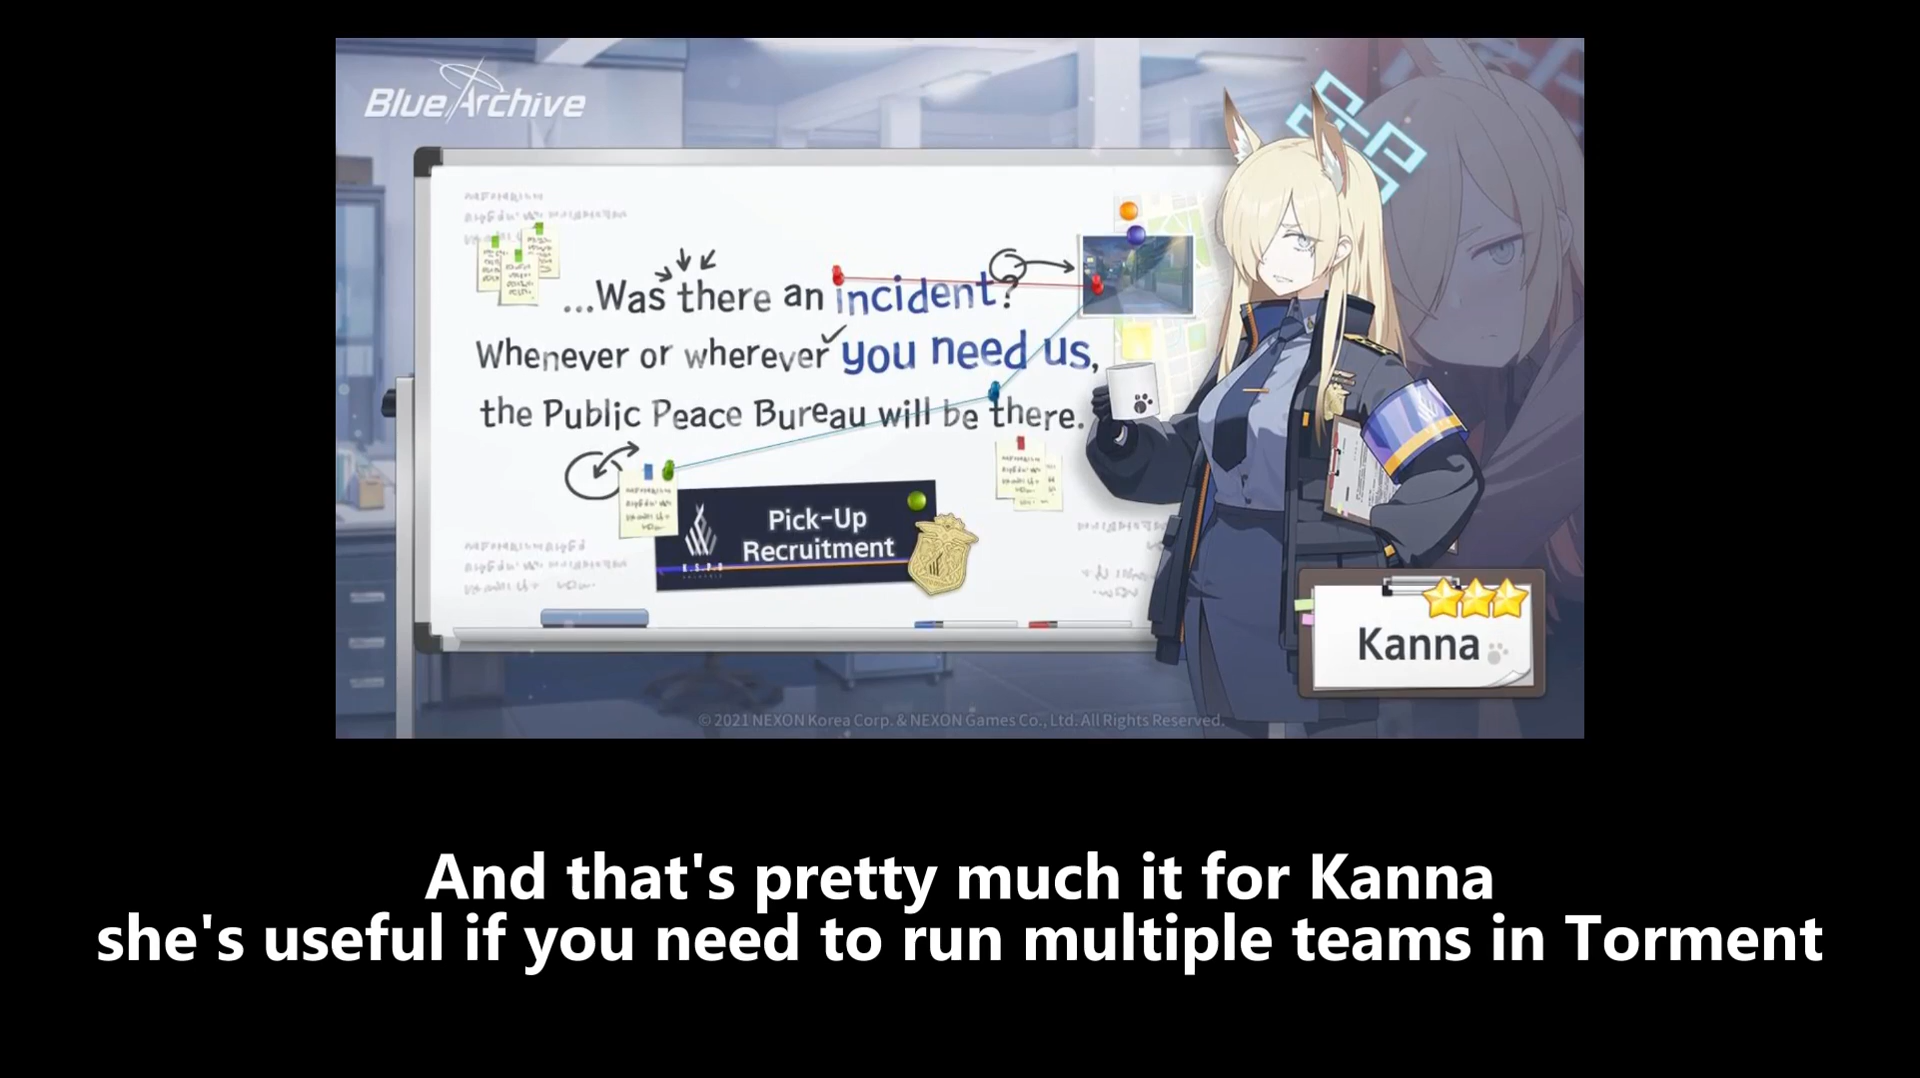 Blue Archive
...Was there an incident?
Whenever or wherever you need us,
the Public Peace Bureau will be there.
Pick-Up
Recruitment
Kanna
© 2021 NEXON Korea Corp. & NEXON Games Co., Ltd. All Rights Reserved.
And that's pretty much it for Kanna
she's useful if you need to run multiple teams in Torment